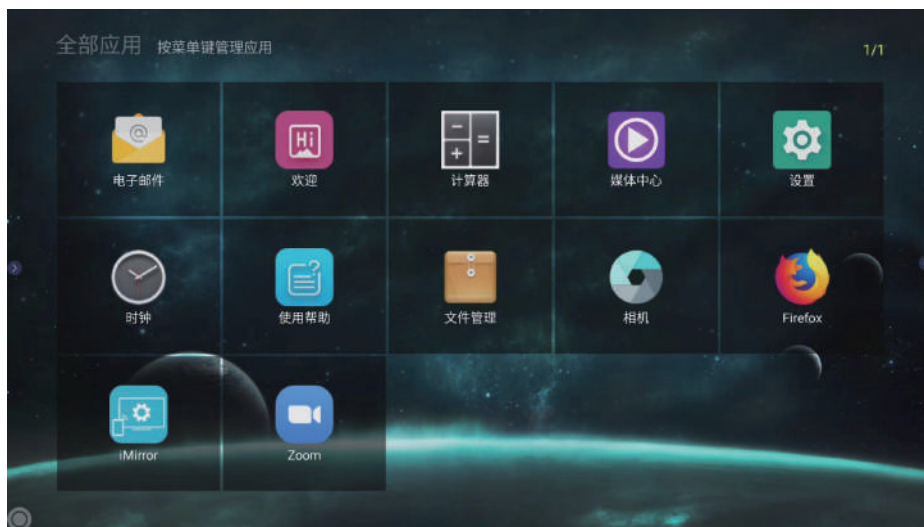 全部应用 按菜单键管理应用 1/1
@ Hi
电子邮件 欢迎 计算器 媒体中心 设置
时钟 使用帮助 文件管理 相机 Firefox
iMirror Zoom